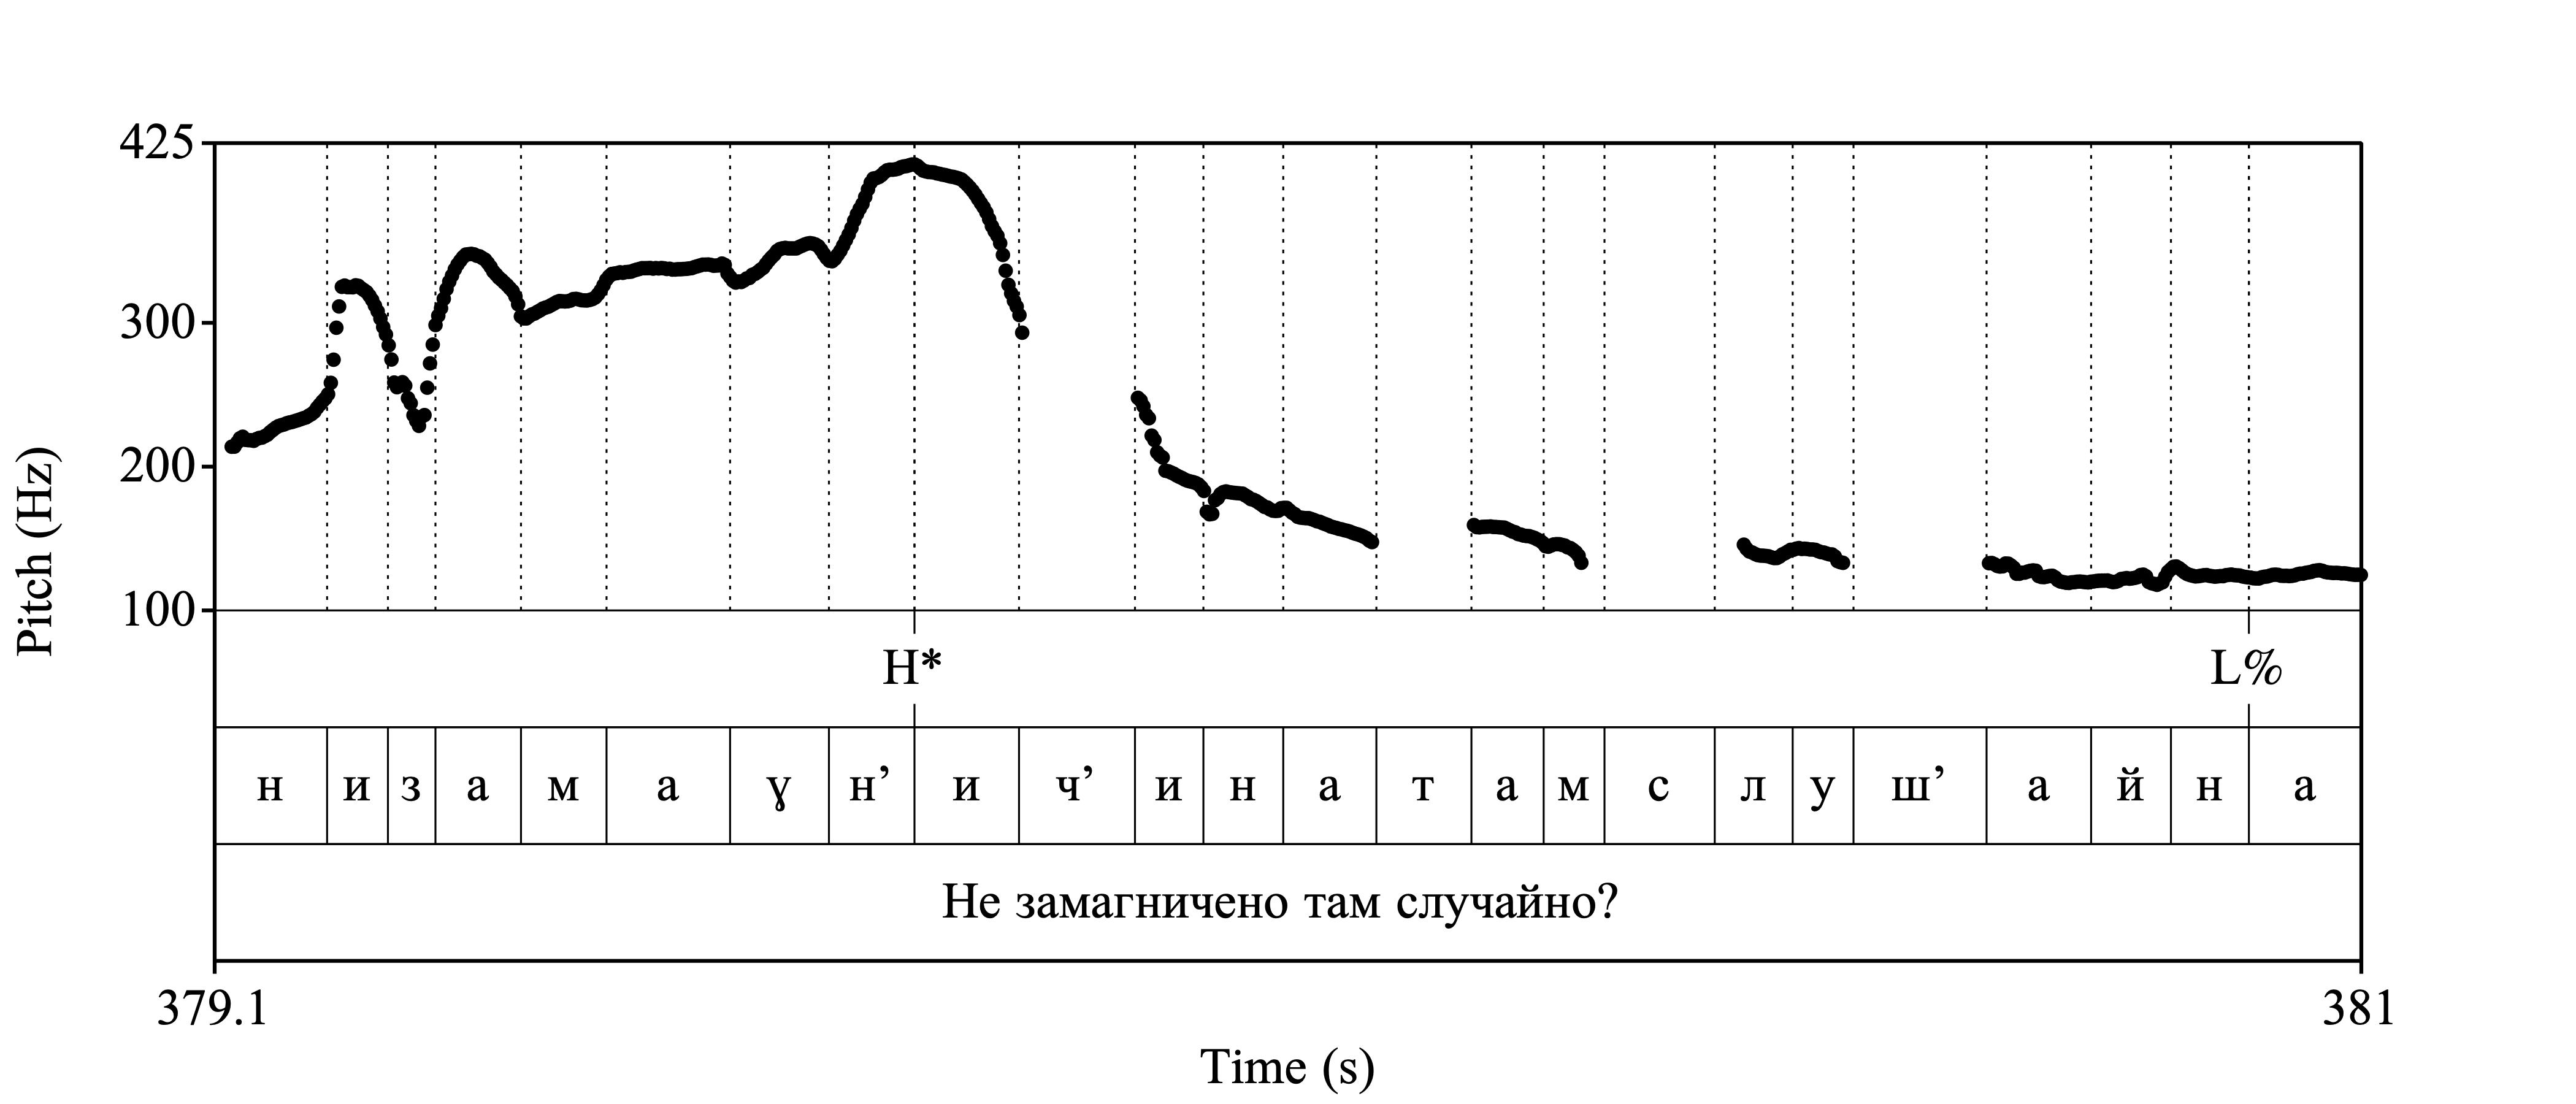 425
300
200
100
Pitch (Hz)
H* L%
н и з а м а ɣ н’ и ч’ и н а т а м с л у ш’ а й н а
Не замагничено там случайно?
379.1 381
Time (s)